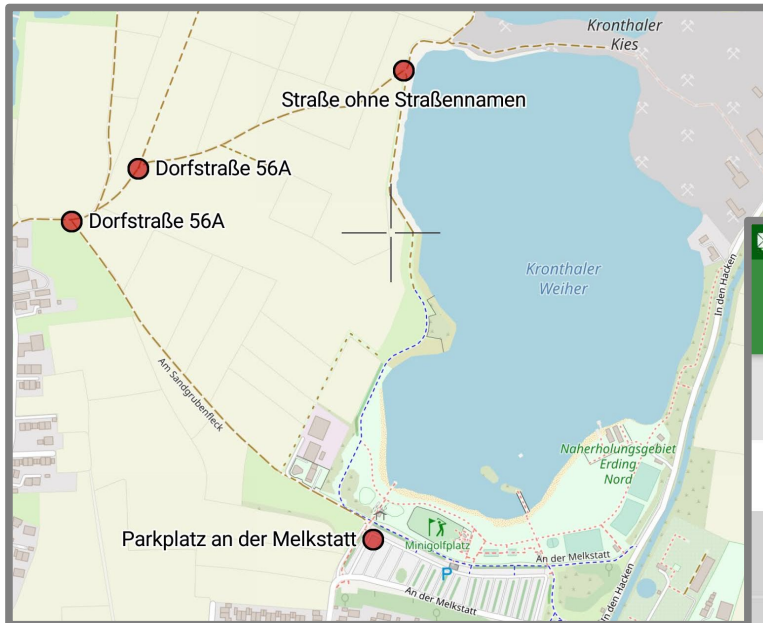 Kronthaler
Kies
Straße ohne Straßennamen
Dorfstraße 56A
Dorfstraße 56A
Kronthaler
Weiher
In den Hacken
Am Sandgrubenfleck
Naherholungsgebiet
Erding
Nord
Parkplatz an der Melkstatt
Minigolfplatz
An der Melkstatt
P
An der Melkstatt
In den Hacken